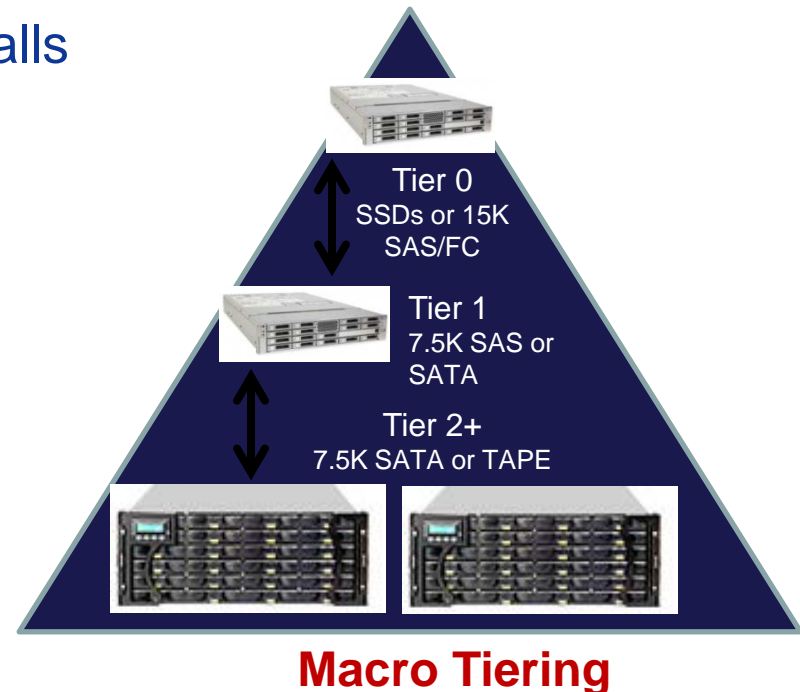 Tier 0
SSDs or 15K
SAS/FC
Tier 1
7.5K SAS or
SATA
Tier 2+
7.5K SATA or TAPE
Macro Tiering